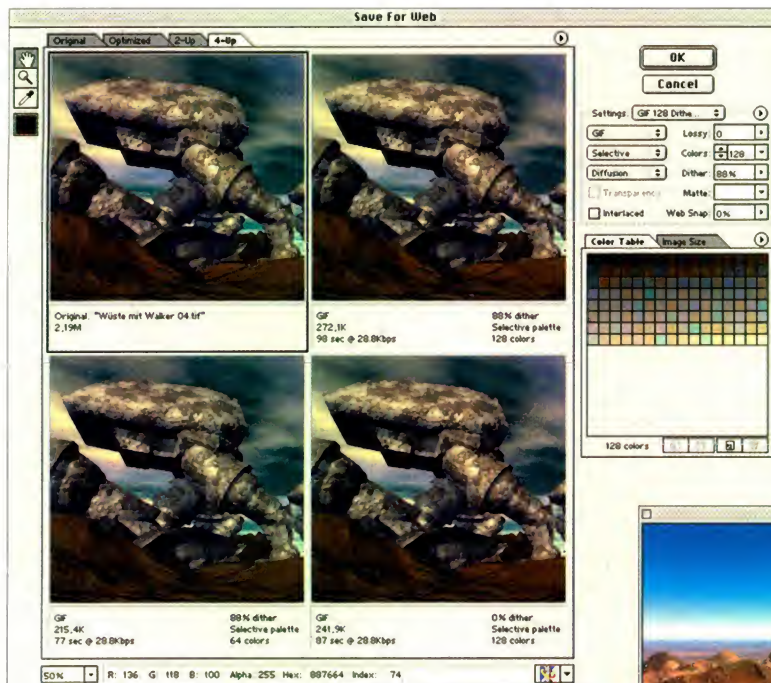 Save For Web
Original Optimized 2-Up 4-Up
OK
Cancel
Settings: GIF 128 Dithe...
GIF Lossy: 0
Selective Colors: 128
Diffusion Dither: 88%
Transparency Matte:
Interlaced Web Snap: 0%
Color Table Image Size
128 colors
Original: "Wüste mit Walker 04.tif"
2,19M
GIF 88% dither
272,1K Selective palette
98 sec @ 28.8Kbps 128 colors
GIF 88% dither
215,4K Selective palette
77 sec @ 28.8Kbps 64 colors
GIF 0% dither
241,9K Selective palette
87 sec @ 28.8Kbps 128 colors
50% R: 136 G: 118 B: 100 Alpha: 255 Hex: 887664 Index: 74